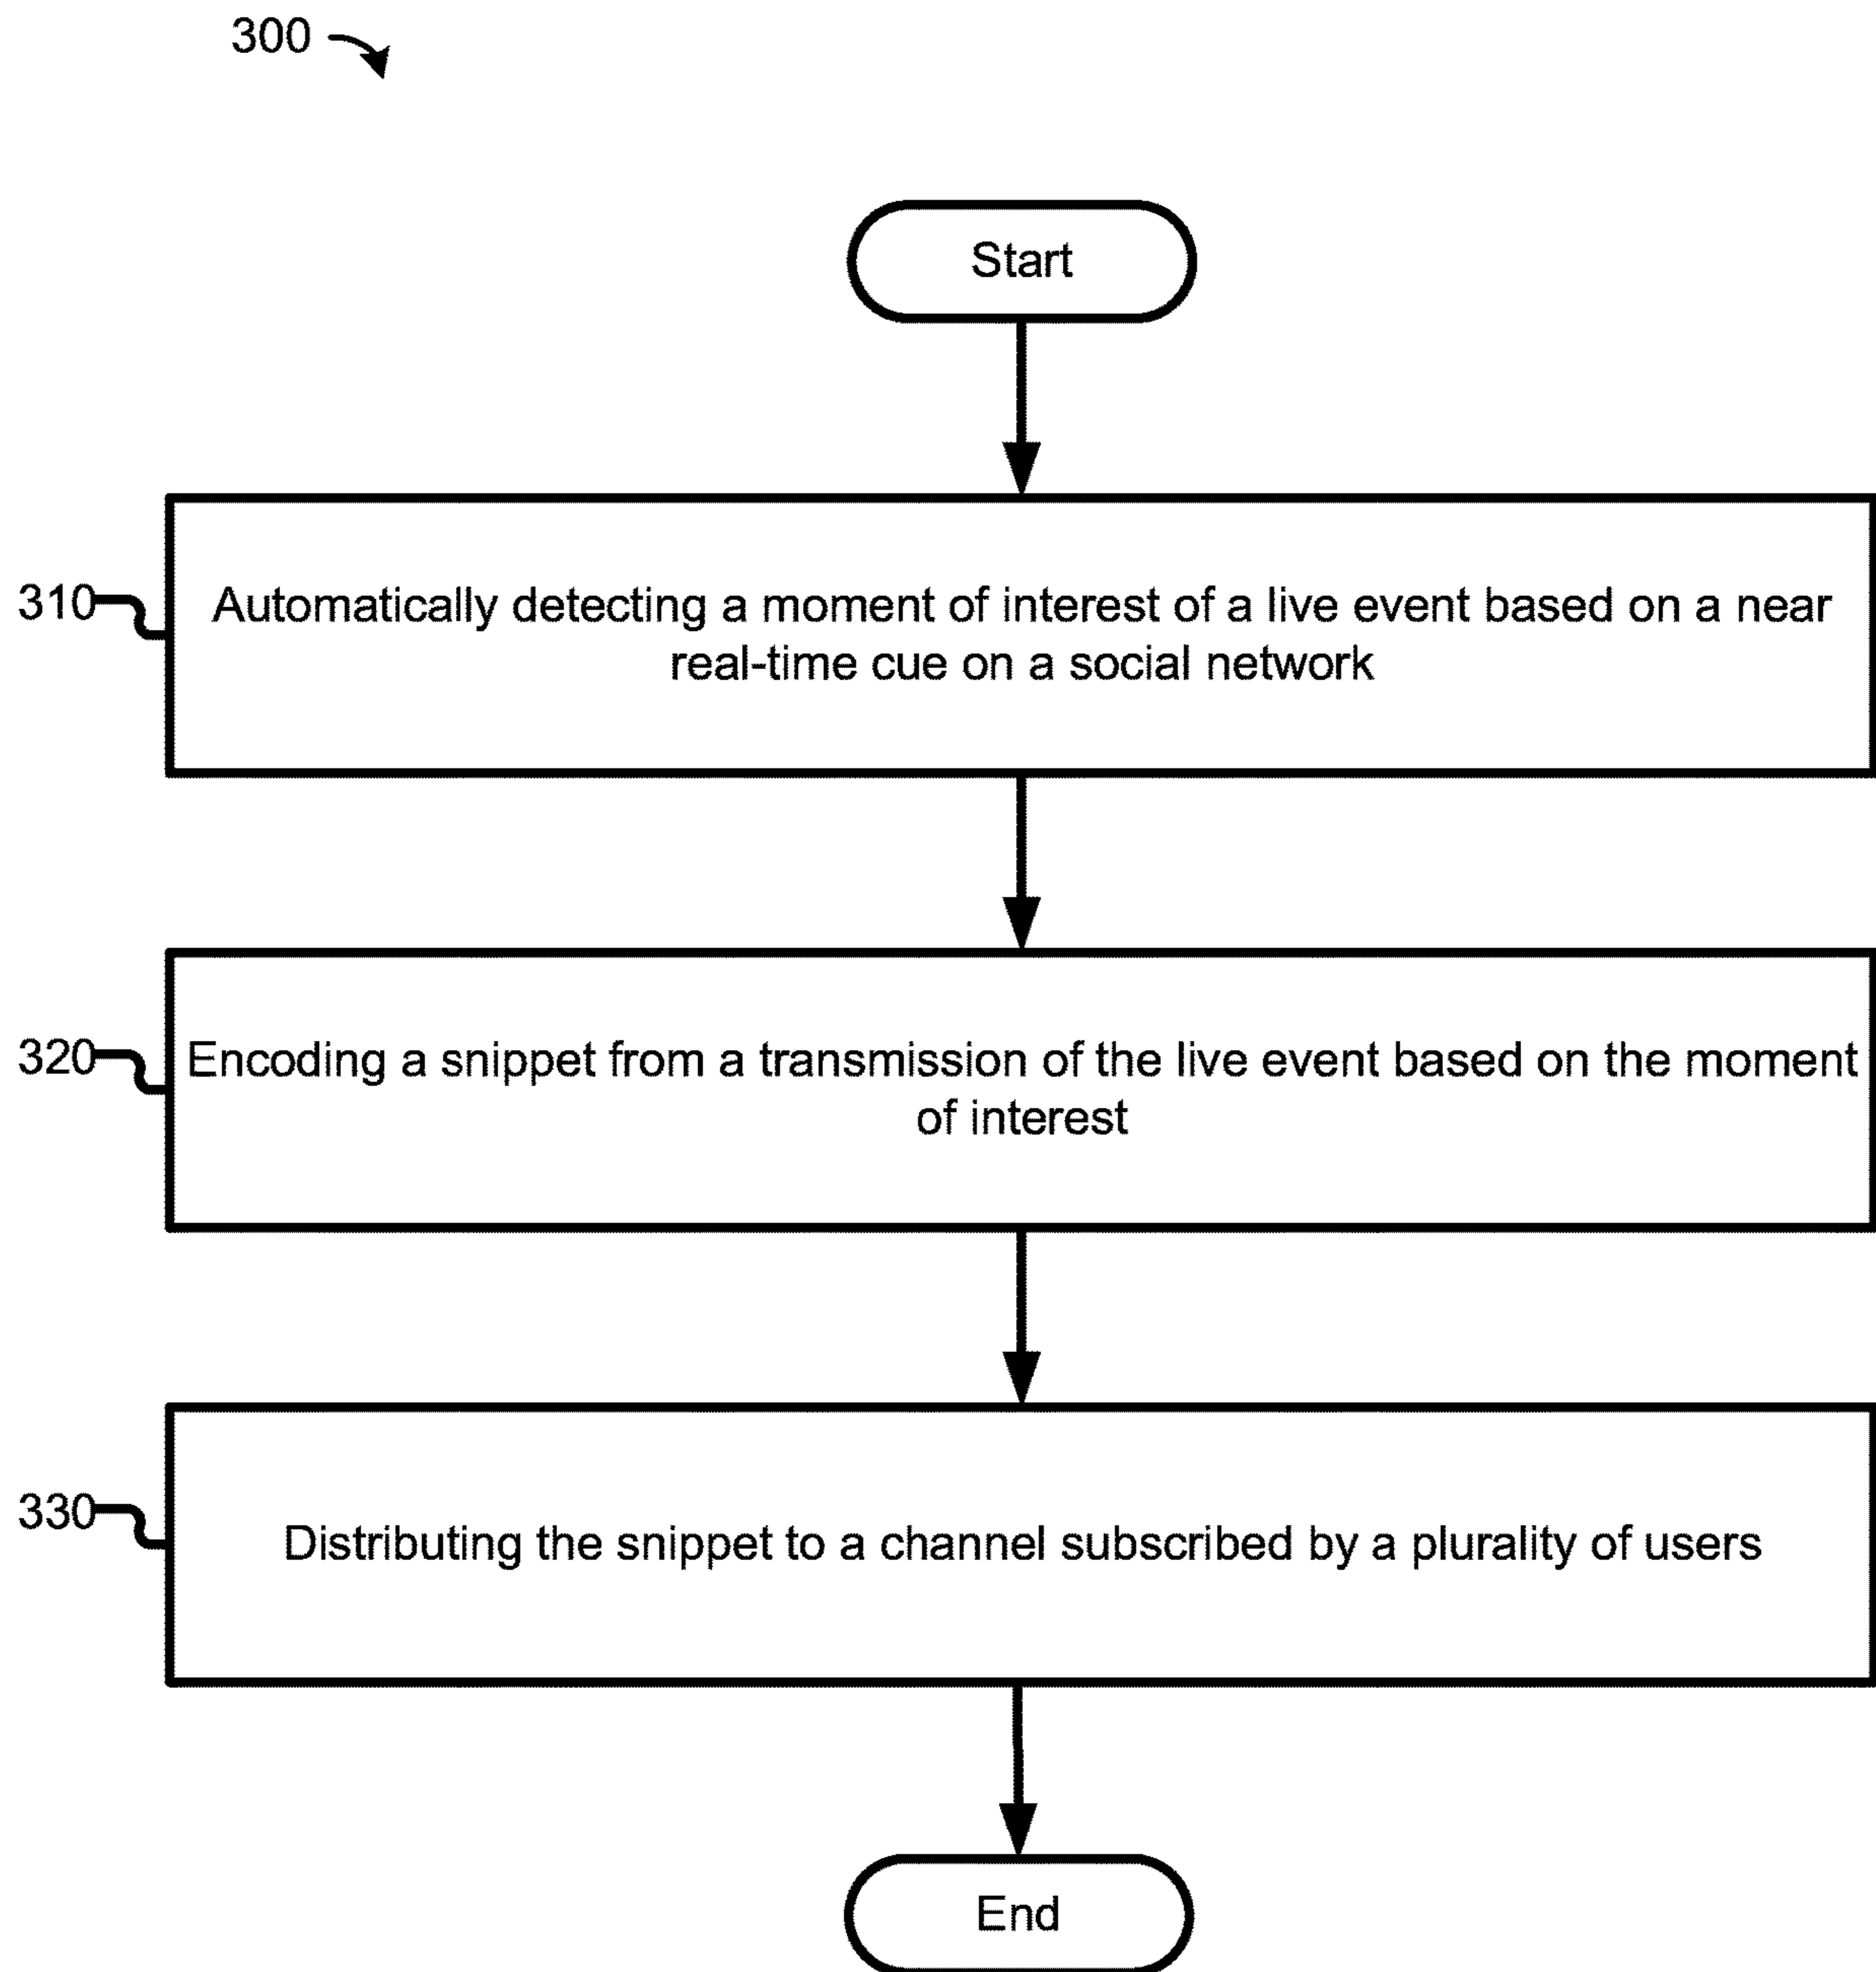 300
Start
310
Automatically detecting a moment of interest of a live event based on a near
real-time cue on a social network
320
Encoding a snippet from a transmission of the live event based on the moment
of interest
330
Distributing the snippet to a channel subscribed by a plurality of users
End